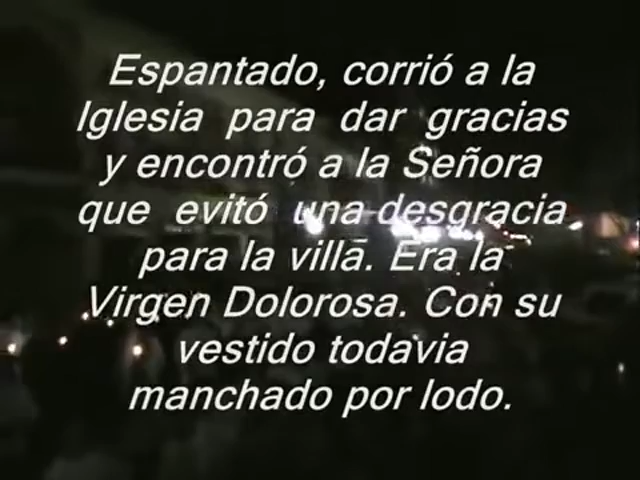 Espantado, corrió a la
Iglesia para dar gracias
y encontró a la Señora
que evitó una desgracia
para la villa. Era la
Virgen Dolorosa. Con su
vestido todavia
manchado por lodo.